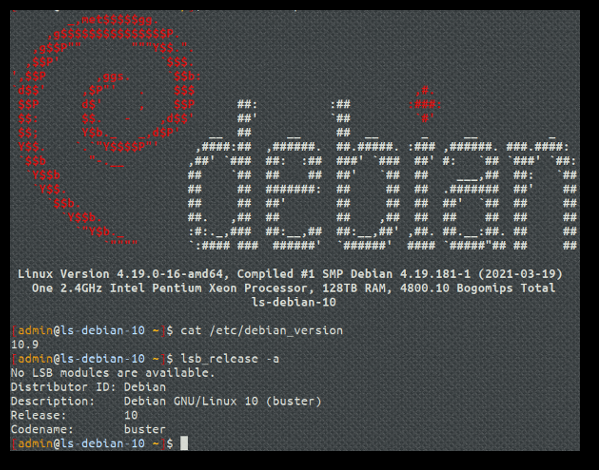 debian
Linux Version 4.19.0-16-amd64, Compiled #1 SMP Debian 4.19.181-1 (2021-03-19)
One 2.4GHz Intel Pentium Xeon Processor, 128TB RAM, 4800.10 Bogomips Total
ls-debian-10
[admin@ls-debian-10 ~]$ cat /etc/debian_version
10.9
[admin@ls-debian-10 ~]$ lsb_release -a
No LSB modules are available.
Distributor ID: Debian
Description:    Debian GNU/Linux 10 (buster)
Release:        10
Codename:       buster
[admin@ls-debian-10 ~]$